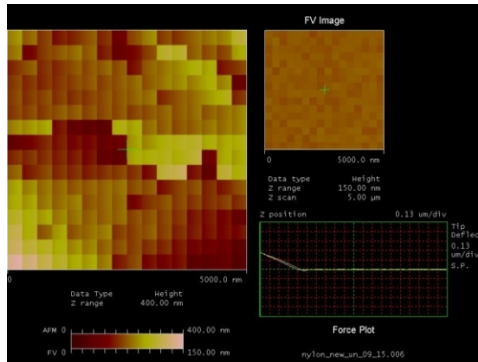 FV Image
0 5000.0 nm
Data type Height
Z range 150.00 nm
Z scan 5.00 µm
Z position 0.13 um/div
Tip
Deflec
0.13
um/di
S.P.
Force Plot
0 5000.0 nm
Data Type Height
Z range 400.00 nm
AFM 0 400.00 nm
FV 0 150.00 nm
nylon_new_un_09_15.006